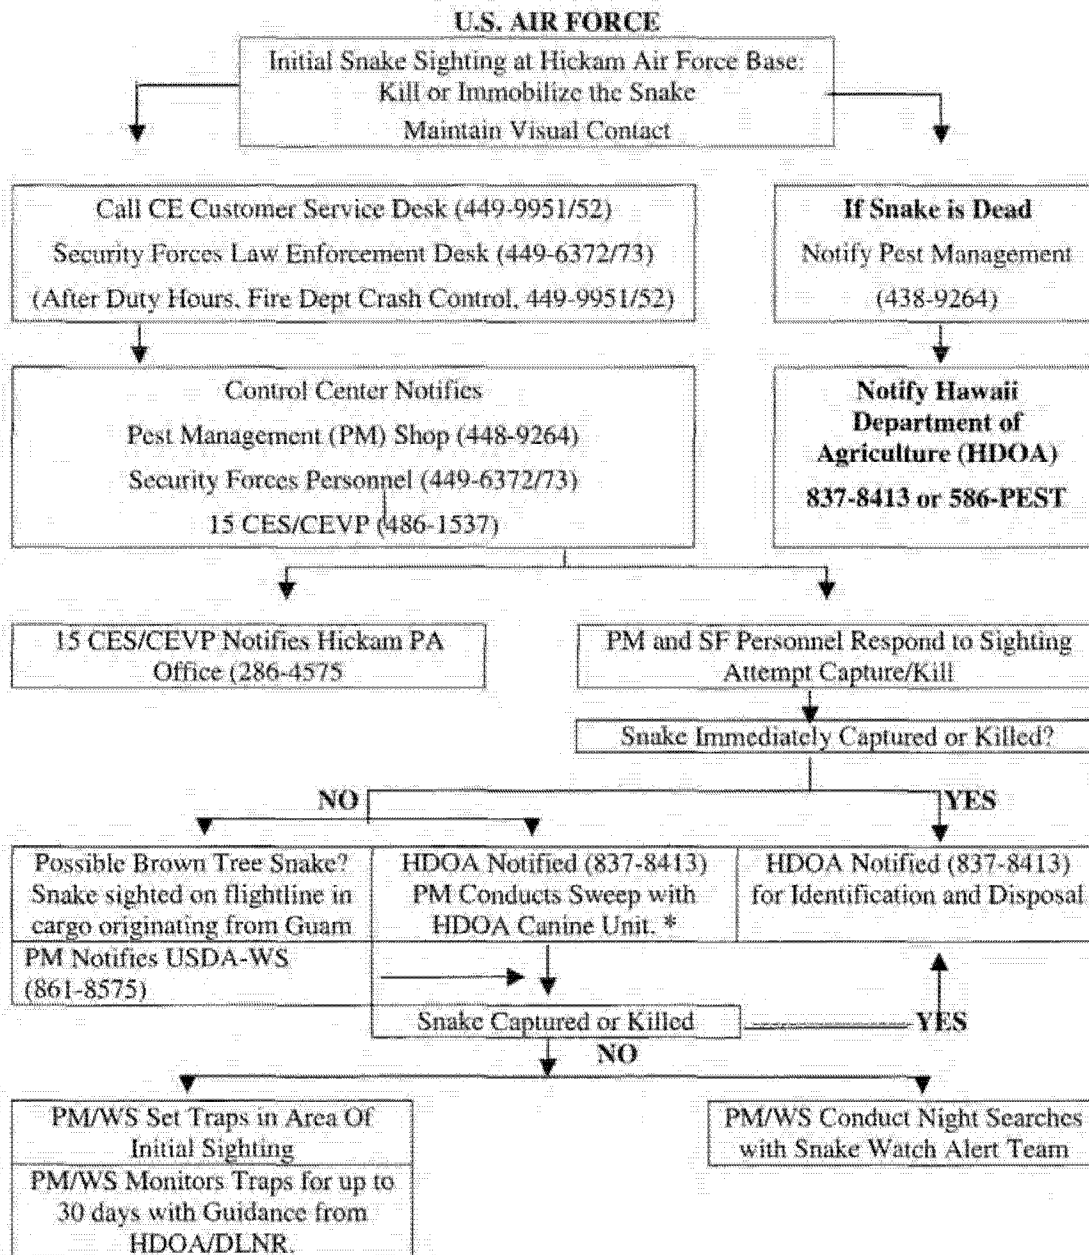 U.S. AIR FORCE
Initial Snake Sighting at Hickam Air Force Base:
Kill or Immobilize the Snake
Maintain Visual Contact
Call CE Customer Service Desk (449-9951/52)
Security Forces Law Enforcement Desk (449-6372/73)
(After Duty Hours, Fire Dept Crash Control, 449-9951/52)
If Snake is Dead
Notify Pest Management
(438-9264)
Control Center Notifies
Pest Management (PM) Shop (448-9264)
Security Forces Personnel (449-6372/73)
15 CES/CEVP (486-1537)
Notify Hawaii
Department of
Agriculture (HDOA)
837-8413 or 586-PEST
15 CES/CEVP Notifies Hickam PA
Office (286-4575
PM and SF Personnel Respond to Sighting
Attempt Capture/Kill
Snake Immediately Captured or Killed?
NO
YES
Possible Brown Tree Snake?
Snake sighted on flightline in
cargo originating from Guam
PM Notifies USDA-WS
(861-8575)
HDOA Notified (837-8413)
PM Conducts Sweep with
HDOA Canine Unit. *
HDOA Notified (837-8413)
for Identification and Disposal
Snake Captured or Killed
YES
NO
PM/WS Set Traps in Area Of
Initial Sighting
PM/WS Monitors Traps for up to
30 days with Guidance from
HDOA/DLNR.
PM/WS Conduct Night Searches
with Snake Watch Alert Team